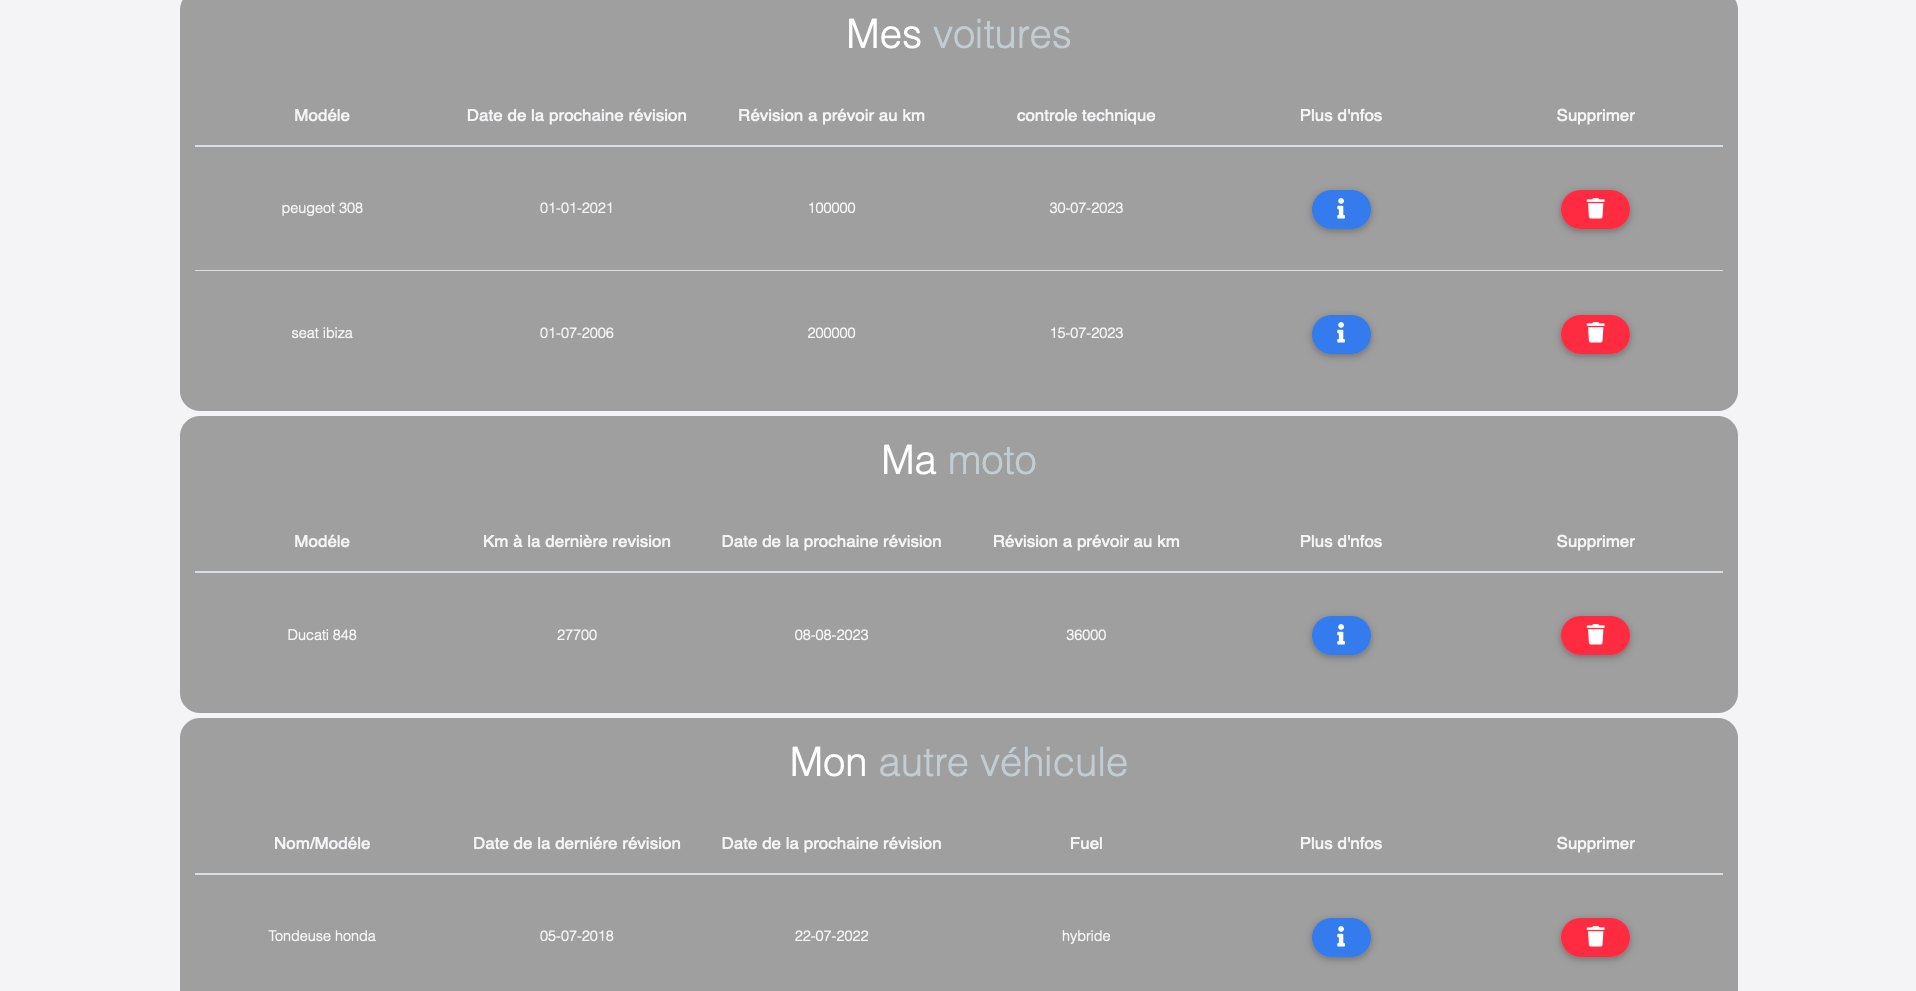 Mes voitures
Modéle Date de la prochaine révision Révision a prévoir au km controle technique Plus d'nfos Supprimer
peugeot 308 01-01-2021 100000 30-07-2023
seat ibiza 01-07-2006 200000 15-07-2023
Ma moto
Modéle Km à la dernière revision Date de la prochaine révision Révision a prévoir au km Plus d'nfos Supprimer
Ducati 848 27700 08-08-2023 36000
Mon autre véhicule
Nom/Modéle Date de la derniére révision Date de la prochaine révision Fuel Plus d'nfos Supprimer
Tondeuse honda 05-07-2018 22-07-2022 hybride